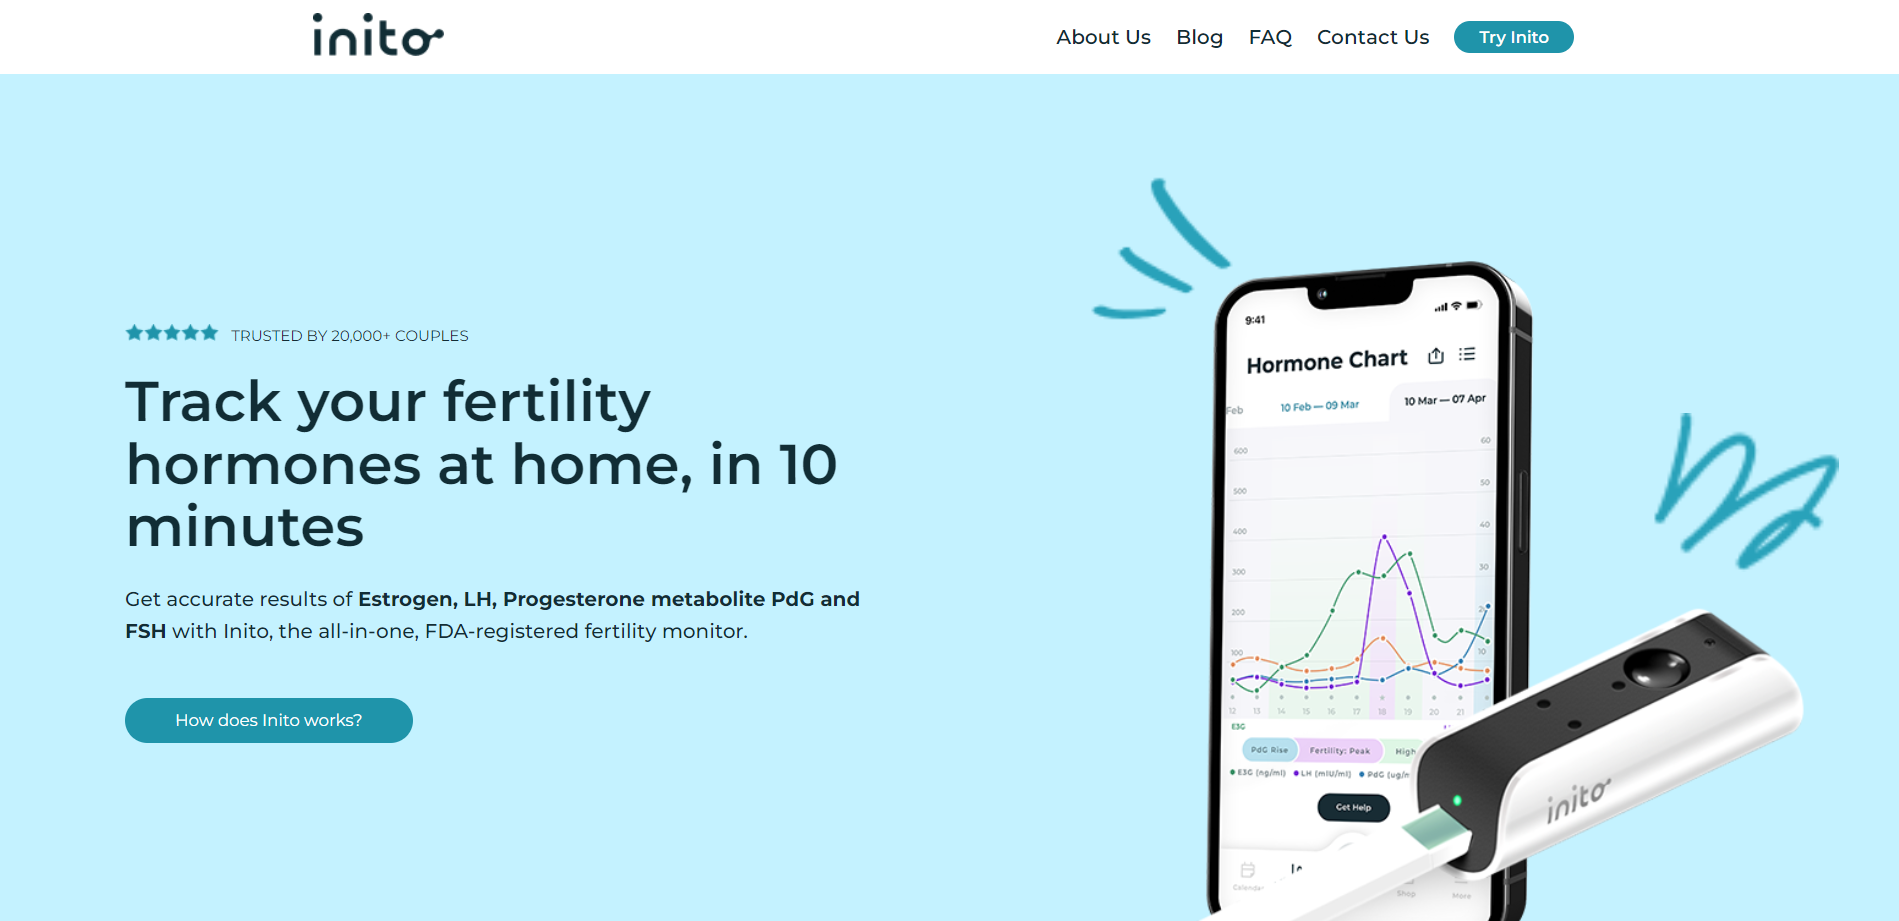 inito
About Us Blog FAQ Contact Us Try Inito
TRUSTED BY 20,000+ COUPLES
Track your fertility
hormones at home, in 10
minutes
Get accurate results of Estrogen, LH, Progesterone metabolite PdG and
FSH with Inito, the all-in-one, FDA-registered fertility monitor.
How does Inito works?
9:41
Hormone Chart
Feb 10 Feb — 09 Mar 10 Mar — 07 Apr
600 60
500 50
400 40
300 30
200 20
100 10
12 13 14 15 16 17 18 19 20 21
E3G
PdG Rise Fertility: Peak High
E3G (ng/ml) LH (mIU/ml) PdG (ug/m
Get Help
Calendar Shop More
inito